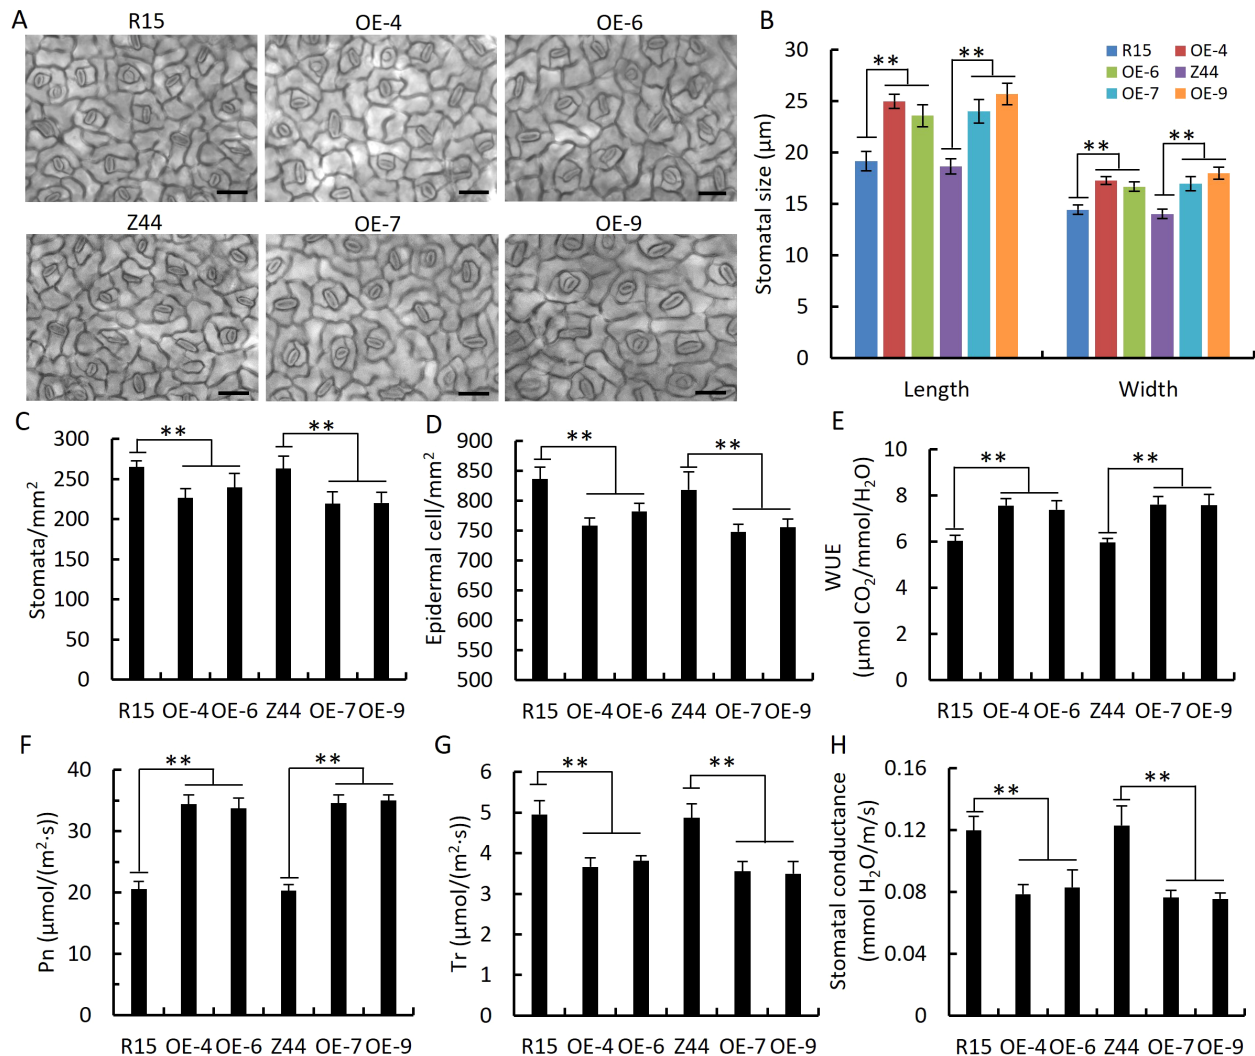 A
R15
OE-4
OE-6
Z44
OE-7
OE-9
B
Stomatal size (μm)
30
25
20
15
10
5
0
** ** ** **
R15 OE-4
OE-6 Z44
OE-7 OE-9
Length Width
C
Stomata/mm²
300
250
200
150
100
50
0
** **
R15 OE-4 OE-6 Z44 OE-7 OE-9
D
Epidermal cell/mm²
900
850
800
750
700
650
600
550
500
** **
R15 OE-4 OE-6 Z44 OE-7 OE-9
E
WUE
(μmol CO₂/mmol/H₂O)
10
8
6
4
2
0
** **
R15 OE-4 OE-6 Z44 OE-7 OE-9
F
Pn (μmol/(m²·s))
40
30
20
10
0
** **
R15 OE-4 OE-6 Z44 OE-7 OE-9
G
Tr (μmol/(m²·s))
6
5
4
3
2
1
0
** **
R15 OE-4 OE-6 Z44 OE-7 OE-9
H
Stomatal conductance
(mmol H₂O/m/s)
0.16
0.12
0.08
0.04
0
** **
R15 OE-4 OE-6 Z44 OE-7 OE-9